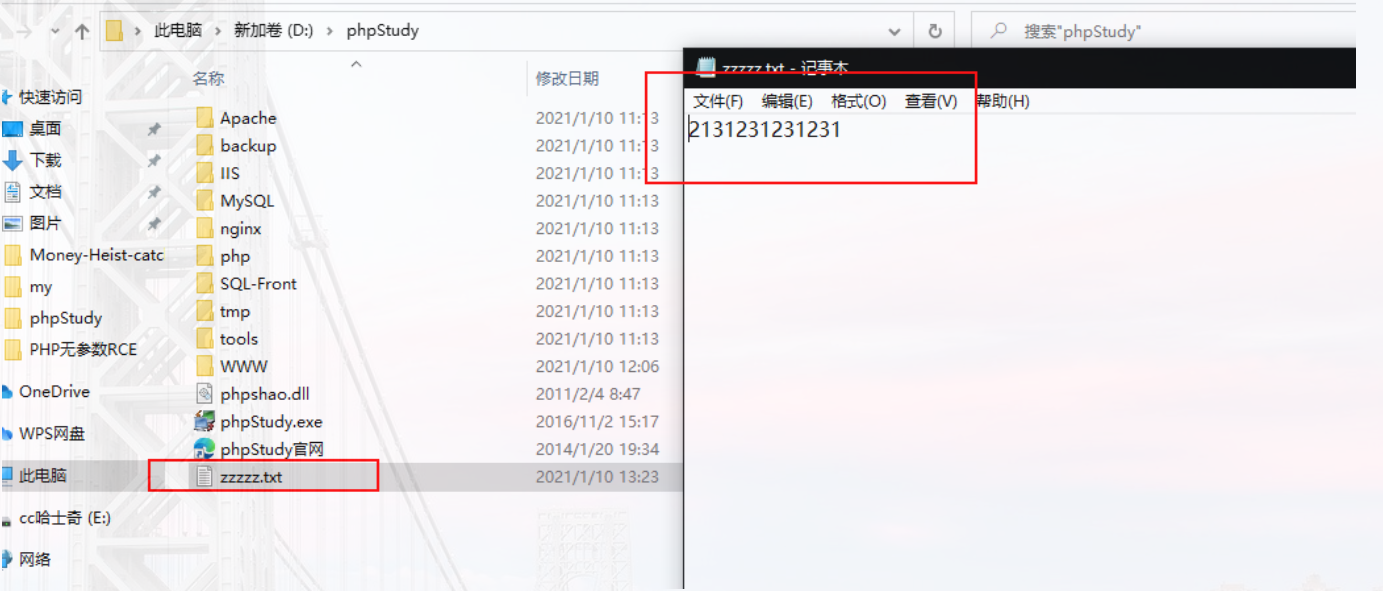 此电脑 › 新加卷 (D:) › phpStudy
搜索"phpStudy"
名称
修改日期
快速访问
桌面
下载
文档
图片
Money-Heist-catc
my
phpStudy
PHP无参数RCE
OneDrive
WPS网盘
此电脑
cc哈士奇 (E:)
网络
Apache 2021/1/10 11:13
backup 2021/1/10 11:13
IIS 2021/1/10 11:13
MySQL 2021/1/10 11:13
nginx 2021/1/10 11:13
php 2021/1/10 11:13
SQL-Front 2021/1/10 11:13
tmp 2021/1/10 11:13
tools 2021/1/10 11:13
WWW 2021/1/10 12:06
phpshao.dll 2011/2/4 8:47
phpStudy.exe 2016/11/2 15:17
phpStudy官网 2014/1/20 19:34
zzzzz.txt 2021/1/10 13:23
zzzzz.txt - 记事本
文件(F) 编辑(E) 格式(O) 查看(V) 帮助(H)
2131231231231